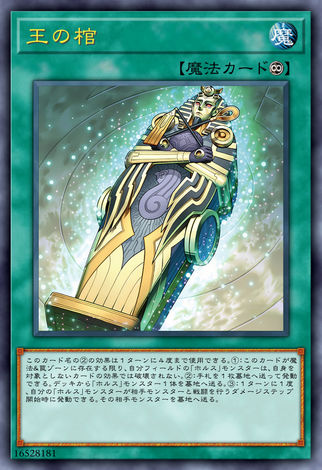 王の棺
魔
【魔法カード】
このカード名の②の効果は1ターンに4度まで使用できる。①:このカードが魔
法&罠ゾーンに存在する限り、自分フィールドの「ホルス」モンスターは、自身を
対象としないカードの効果では破壊されない。②:手札を1枚墓地へ送って発動
できる。デッキから「ホルス」モンスター1体を墓地へ送る。③:1ターンに1度、
自分の「ホルス」モンスターが相手モンスターと戦闘を行うダメージステップ
開始時に発動できる。その相手モンスターを墓地へ送る。
16528181